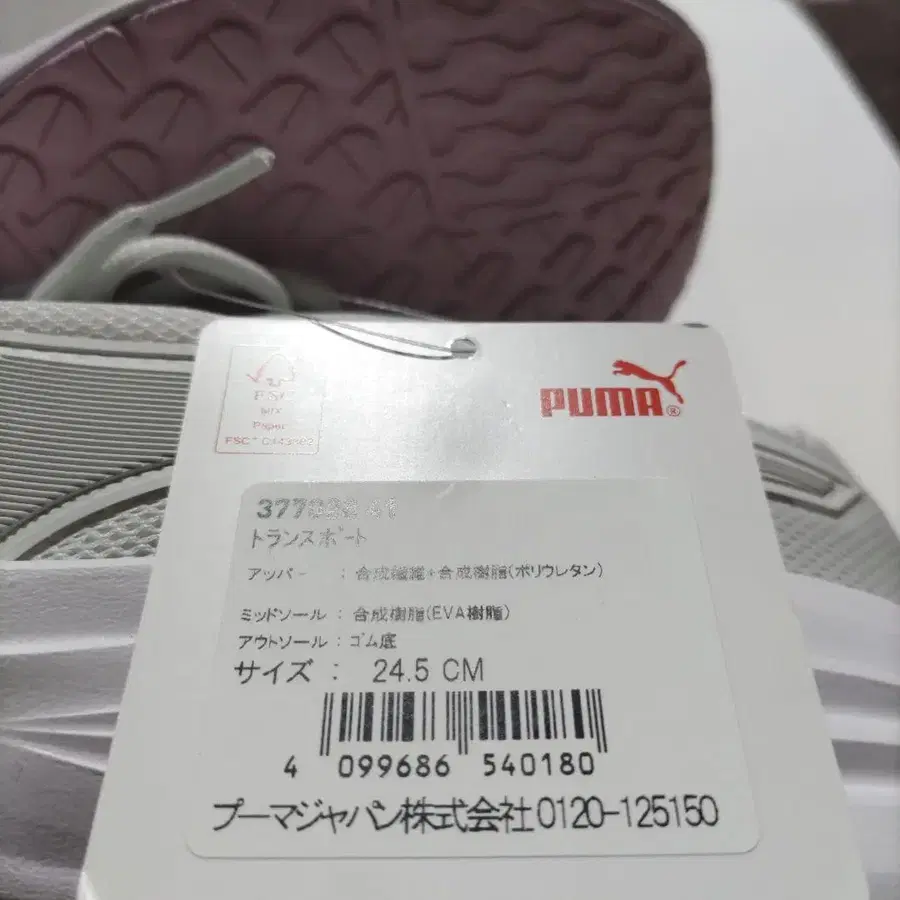 FSC
MIX
Paper
PUMA®
トランスポート
アッパー : 合成繊維+合成樹脂(ポリウレタン)
ミッドソール : 合成樹脂(EVA樹脂)
アウトソール : ゴム底
サイズ : 24.5 CM
4 099686 540180
プーマジャパン株式会社 0120-125150